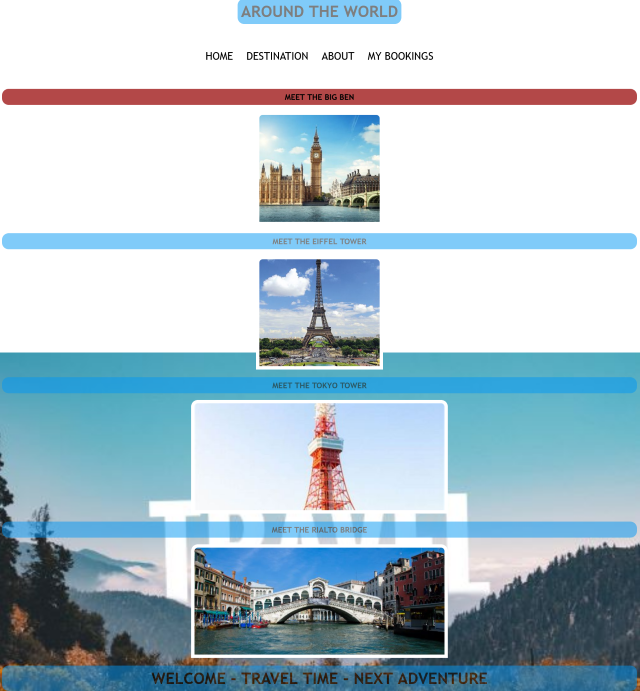 AROUND THE WORLD
HOME DESTINATION ABOUT MY BOOKINGS
MEET THE BIG BEN
MEET THE EIFFEL TOWER
MEET THE TOKYO TOWER
TRAVEL
MEET THE RIALTO BRIDGE
WELCOME - TRAVEL TIME - NEXT ADVENTURE